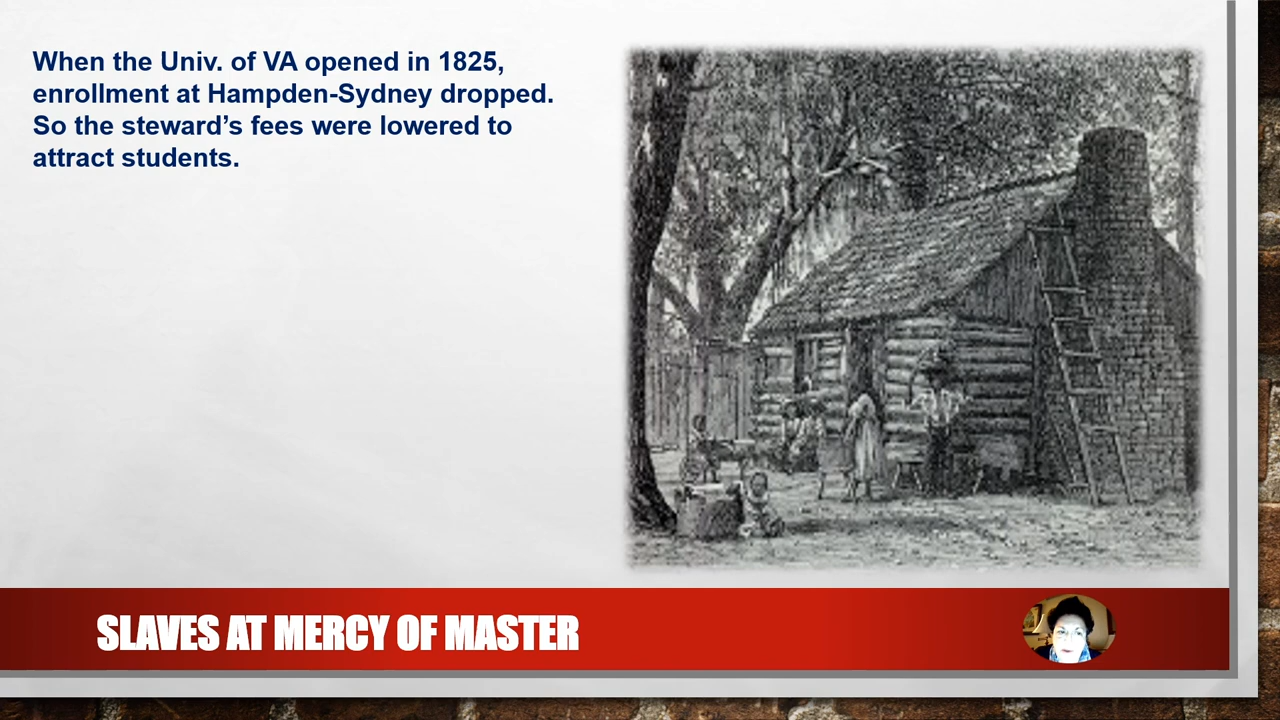 When the Univ. of VA opened in 1825,
enrollment at Hampden-Sydney dropped.
So the steward’s fees were lowered to
attract students.
SLAVES AT MERCY OF MASTER